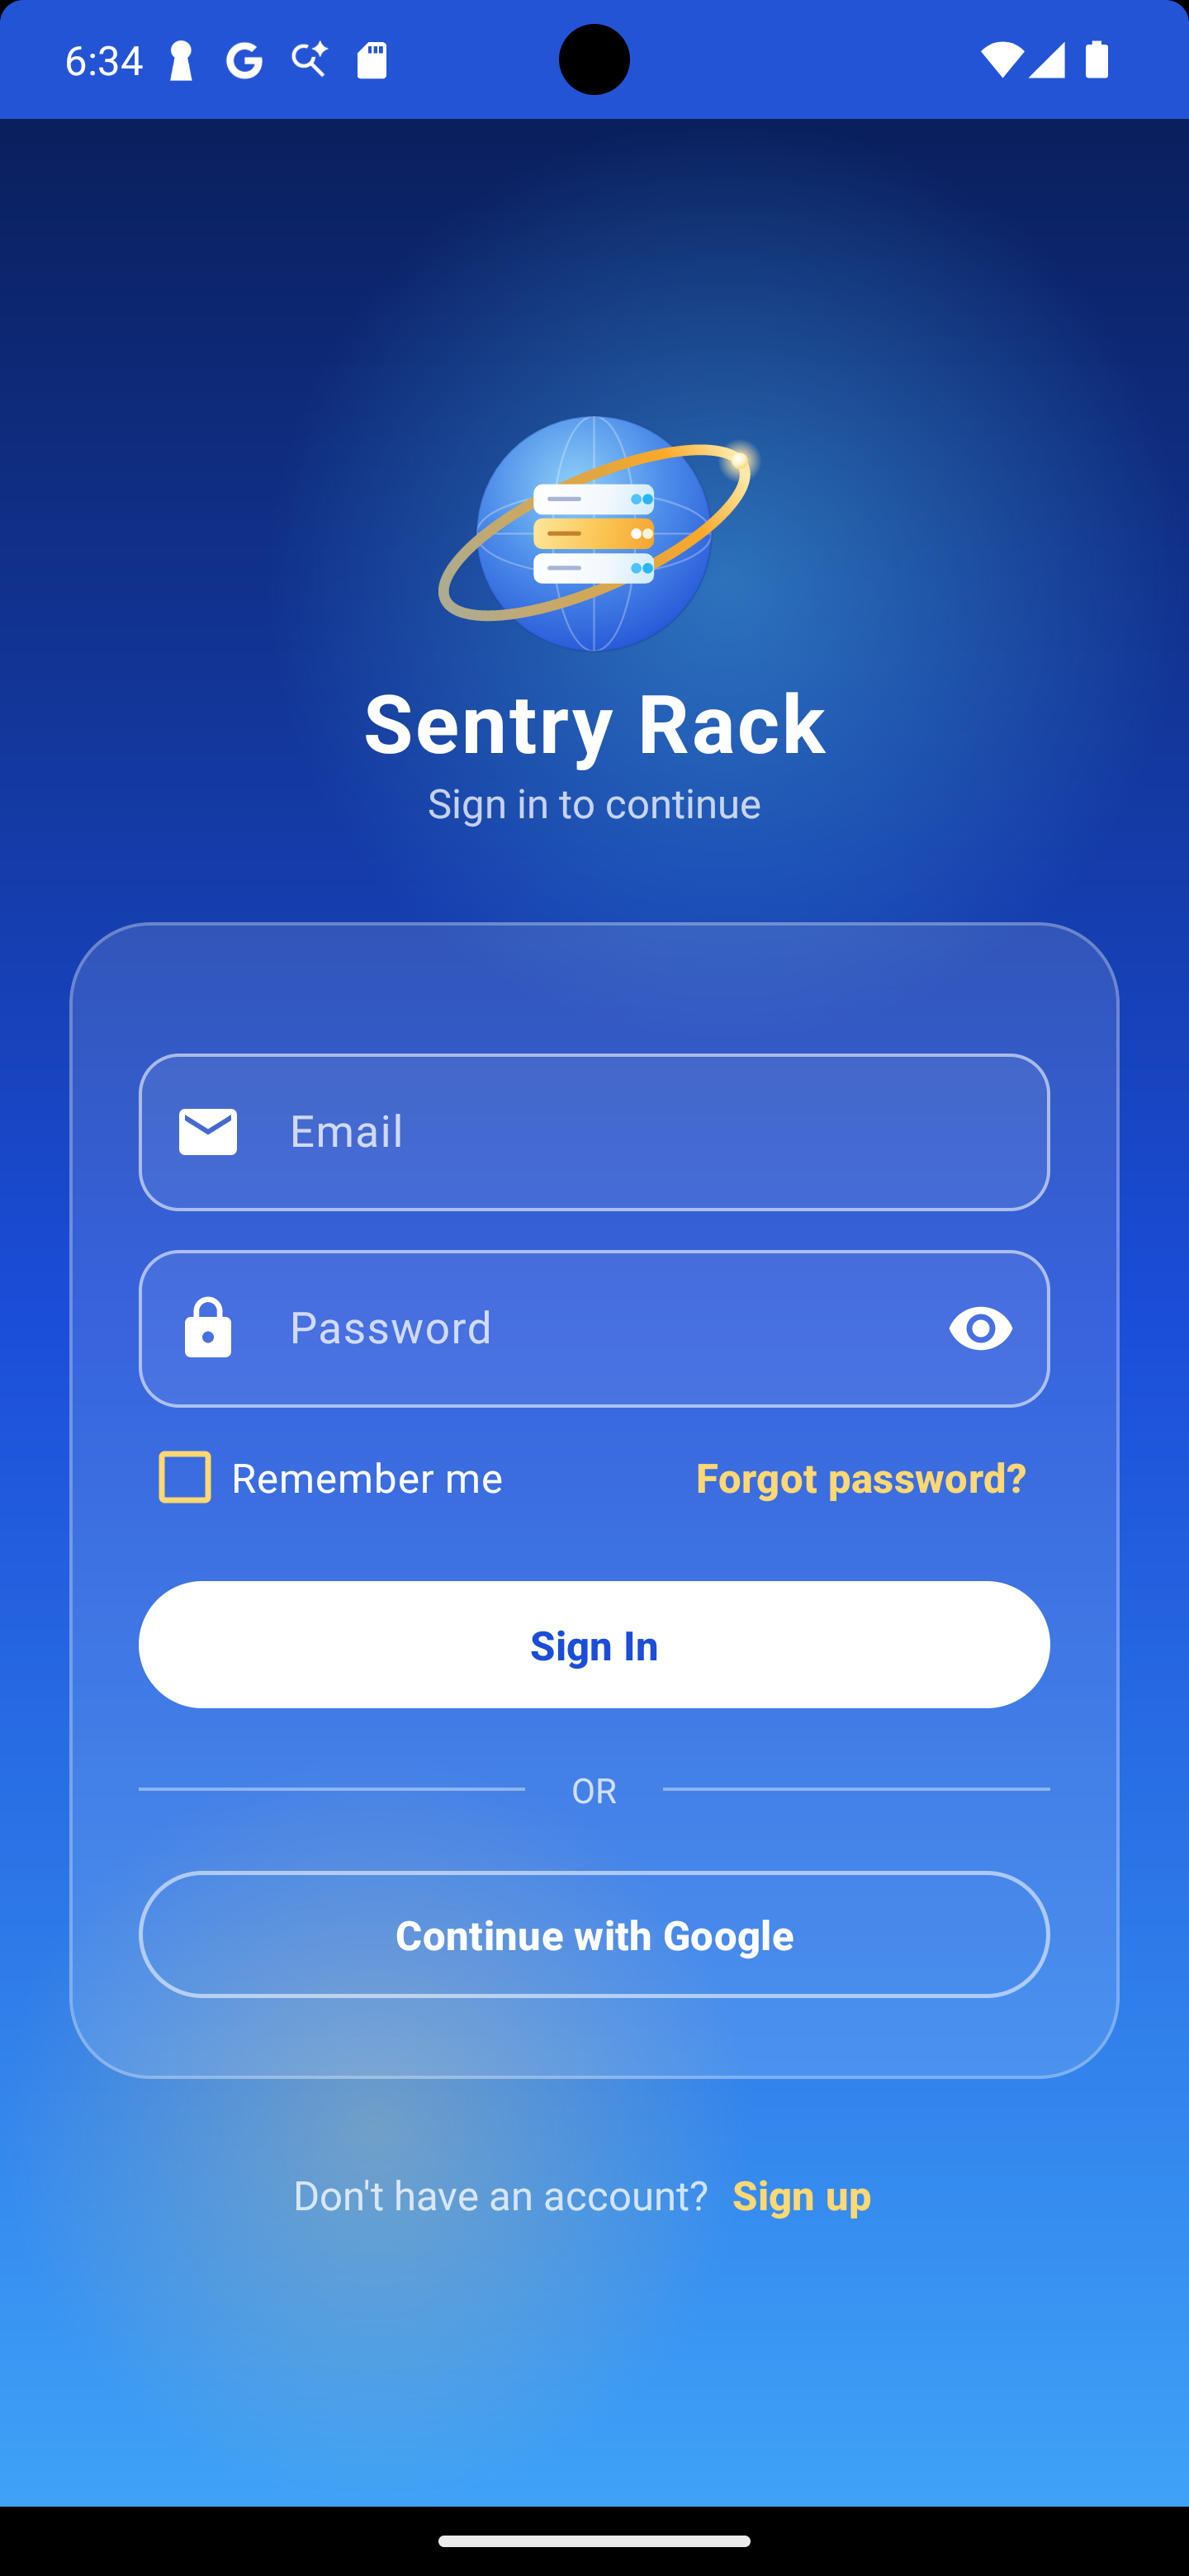 6:34
Sentry Rack
Sign in to continue
Email
Password
Remember me
Forgot password?
Sign In
OR
Continue with Google
Don't have an account? Sign up